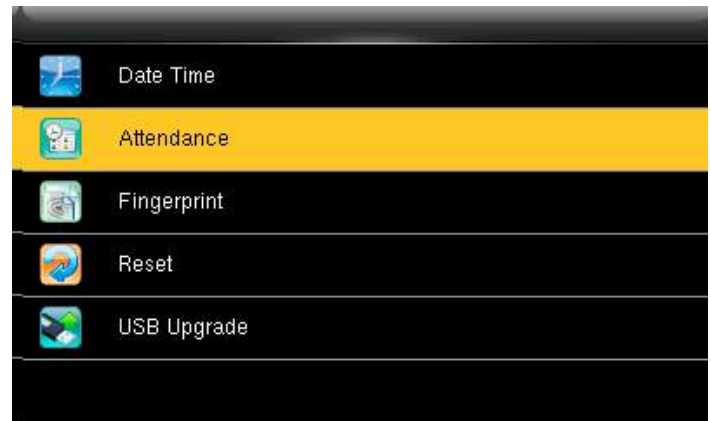 Date Time
Attendance
Fingerprint
Reset
USB Upgrade